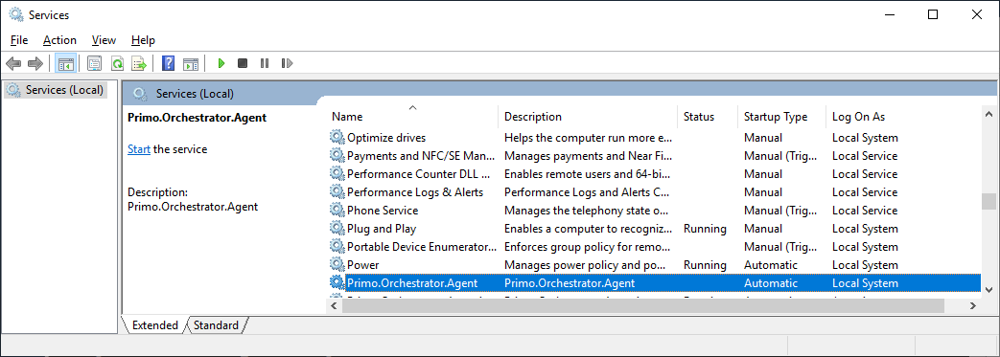 Services
File Action View Help
Services (Local)
Services (Local)
Primo.Orchestrator.Agent
Start the service
Description:
Primo.Orchestrator.Agent
Name Description Status Startup Type Log On As
Optimize drives Helps the computer run more e... Manual Local System
Payments and NFC/SE Man... Manages payments and Near Fi... Manual (Trig... Local Service
Performance Counter DLL ... Enables remote users and 64-bi... Manual Local Service
Performance Logs & Alerts Performance Logs and Alerts C... Manual Local Service
Phone Service Manages the telephony state o... Manual (Trig... Local Service
Plug and Play Enables a computer to recogniz... Running Manual Local System
Portable Device Enumerator... Enforces group policy for remo... Manual (Trig... Local System
Power Manages power policy and po... Running Automatic Local System
Primo.Orchestrator.Agent Primo.Orchestrator.Agent Automatic Local System
Extended Standard